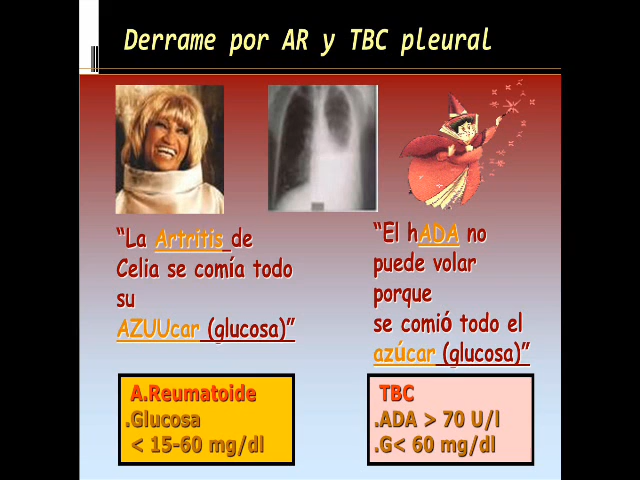 Derrame por AR y TBC pleural
“La Artritis de
Celia se comía todo
su
AZUUcar (glucosa)”
“El hADA no
puede volar
porque
se comió todo el
azúcar (glucosa)”
A.Reumatoide
.Glucosa
< 15-60 mg/dl
TBC
.ADA > 70 U/l
.G< 60 mg/dl